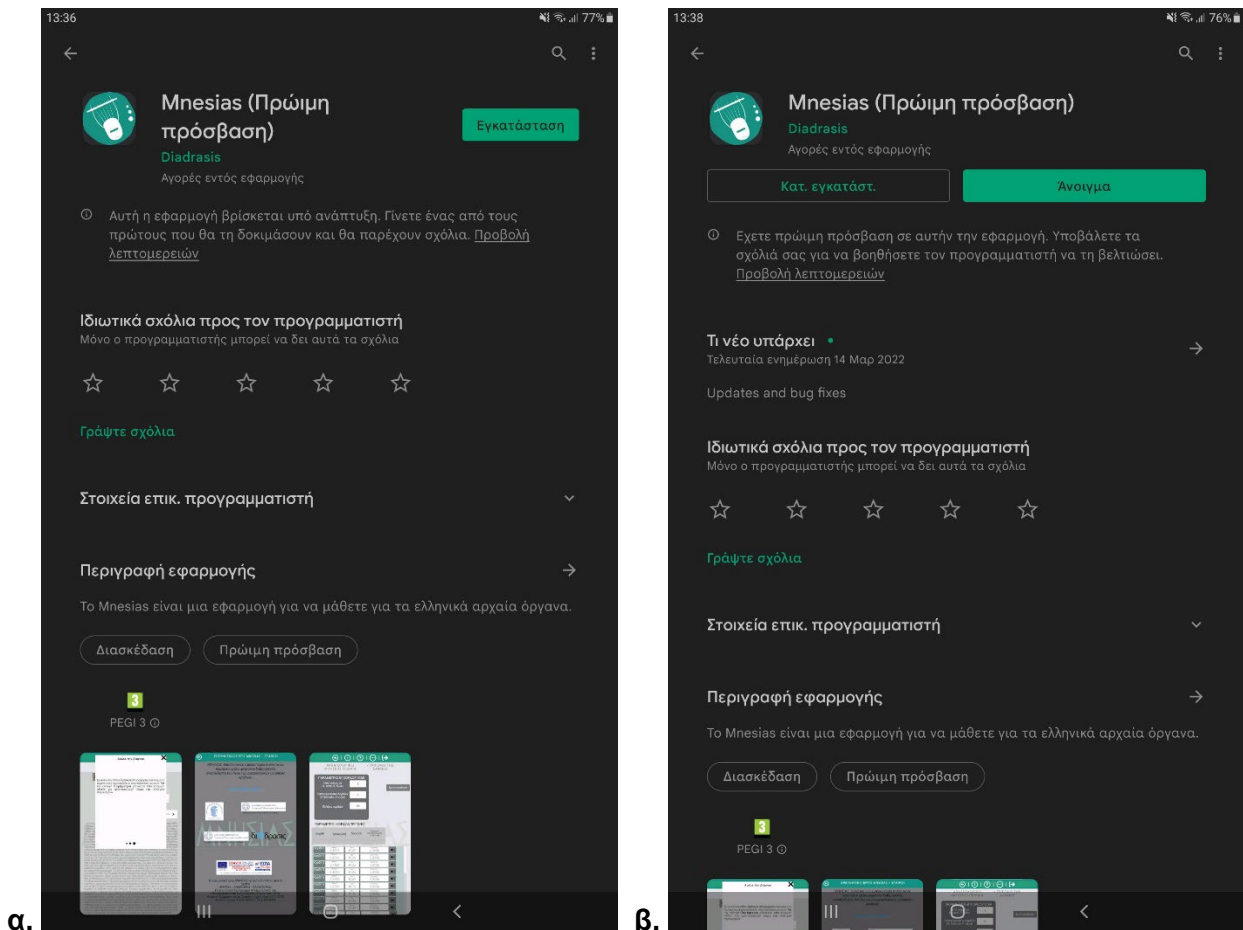 13:36
77%
Mnesias (Πρώιμη
πρόσβαση)
Εγκατάσταση
Diadrasis
Αγορές εντός εφαρμογής
Αυτή η εφαρμογή βρίσκεται υπό ανάπτυξη. Γίνετε ένας από τους
πρώτους που θα τη δοκιμάσουν και θα παρέχουν σχόλια. Προβολή
λεπτομερειών
Ιδιωτικά σχόλια προς τον προγραμματιστή
Μόνο ο προγραμματιστής μπορεί να δει αυτά τα σχόλια
Γράψτε σχόλια
Στοιχεία επικ. προγραμματιστή
Περιγραφή εφαρμογής
Το Mnesias είναι μια εφαρμογή για να μάθετε για τα ελληνικά αρχαία όργανα.
Διασκέδαση
Πρώιμη πρόσβαση
3
PEGI 3
α.
13:38
76%
Mnesias (Πρώιμη πρόσβαση)
Diadrasis
Αγορές εντός εφαρμογής
Κατ. εγκατάστ.
Άνοιγμα
Έχετε πρώιμη πρόσβαση σε αυτήν την εφαρμογή. Υποβάλετε τα
σχόλιά σας για να βοηθήσετε τον προγραμματιστή να τη βελτιώσει.
Προβολή λεπτομερειών
Τι νέο υπάρχει
Τελευταία ενημέρωση 14 Μαρ 2022
Updates and bug fixes
Ιδιωτικά σχόλια προς τον προγραμματιστή
Μόνο ο προγραμματιστής μπορεί να δει αυτά τα σχόλια
Γράψτε σχόλια
Στοιχεία επικ. προγραμματιστή
Περιγραφή εφαρμογής
Το Mnesias είναι μια εφαρμογή για να μάθετε για τα ελληνικά αρχαία όργανα.
Διασκέδαση
Πρώιμη πρόσβαση
3
PEGI 3
β.